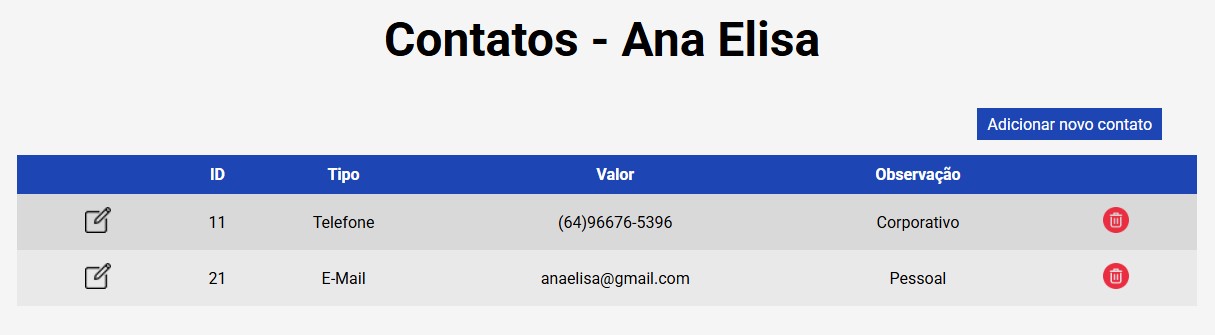 Contatos - Ana Elisa
Adicionar novo contato
ID Tipo Valor Observação
11 Telefone (64)96676-5396 Corporativo
21 E-Mail anaelisa@gmail.com Pessoal